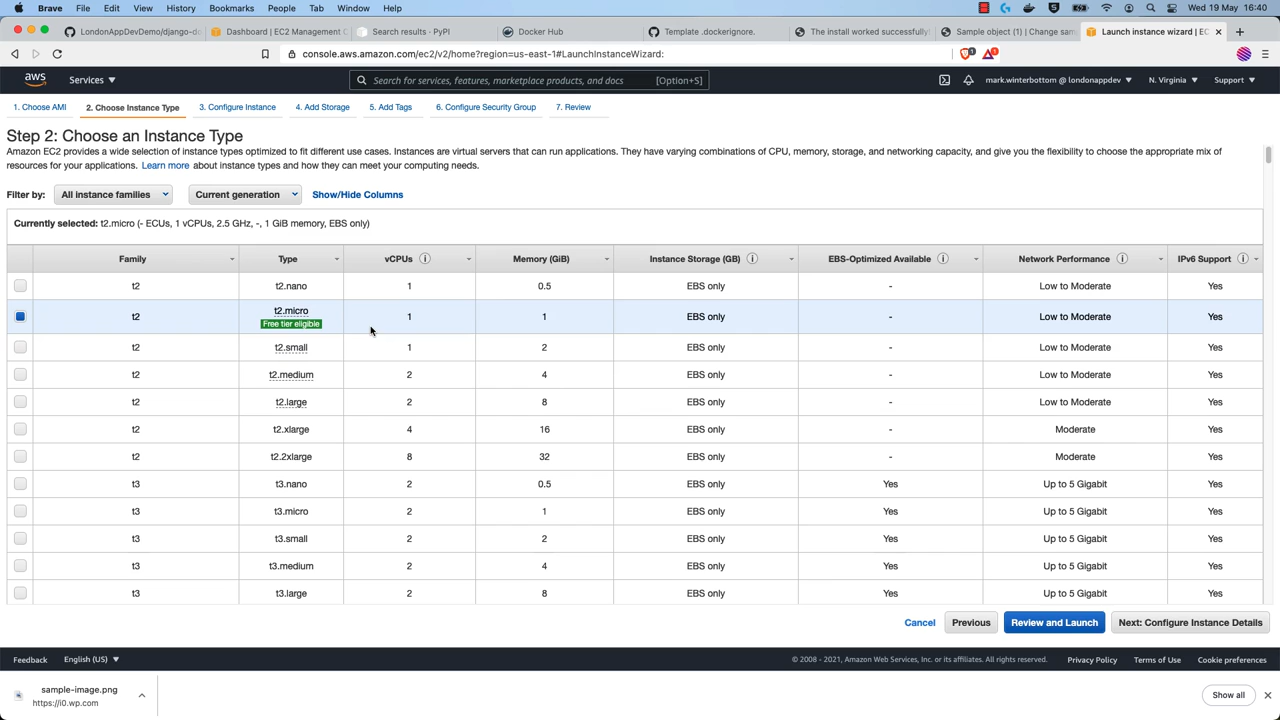 Brave File Edit View History Bookmarks People Tab Window Help Wed 19 May 16:40
LondonAppDevDemo/django-do Dashboard | EC2 Management C Search results · PyPI Docker Hub Template .dockerignore. The install worked successfully! Sample object (1) | Change sam Launch instance wizard | EC
console.aws.amazon.com/ec2/v2/home?region=us-east-1#LaunchInstanceWizard:
aws Services Search for services, features, marketplace products, and docs [Option+S] mark.winterbottom @ londonappdev N. Virginia Support
1. Choose AMI 2. Choose Instance Type 3. Configure Instance 4. Add Storage 5. Add Tags 6. Configure Security Group 7. Review
Step 2: Choose an Instance Type
Amazon EC2 provides a wide selection of instance types optimized to fit different use cases. Instances are virtual servers that can run applications. They have varying combinations of CPU, memory, storage, and networking capacity, and give you the flexibility to choose the appropriate mix of
resources for your applications. Learn more about instance types and how they can meet your computing needs.
Filter by: All instance families Current generation Show/Hide Columns
Currently selected: t2.micro (- ECUs, 1 vCPUs, 2.5 GHz, -, 1 GiB memory, EBS only)
Family Type vCPUs Memory (GiB) Instance Storage (GB) EBS-Optimized Available Network Performance IPv6 Support
t2 t2.nano 1 0.5 EBS only - Low to Moderate Yes
t2 t2.micro 1 1 EBS only - Low to Moderate Yes
Free tier eligible
t2 t2.small 1 2 EBS only - Low to Moderate Yes
t2 t2.medium 2 4 EBS only - Low to Moderate Yes
t2 t2.large 2 8 EBS only - Low to Moderate Yes
t2 t2.xlarge 4 16 EBS only - Moderate Yes
t2 t2.2xlarge 8 32 EBS only - Moderate Yes
t3 t3.nano 2 0.5 EBS only Yes Up to 5 Gigabit Yes
t3 t3.micro 2 1 EBS only Yes Up to 5 Gigabit Yes
t3 t3.small 2 2 EBS only Yes Up to 5 Gigabit Yes
t3 t3.medium 2 4 EBS only Yes Up to 5 Gigabit Yes
t3 t3.large 2 8 EBS only Yes Up to 5 Gigabit Yes
Cancel Previous Review and Launch Next: Configure Instance Details
Feedback English (US) © 2008 - 2021, Amazon Web Services, Inc. or its affiliates. All rights reserved. Privacy Policy Terms of Use Cookie preferences
sample-image.png
https://i0.wp.com
Show all